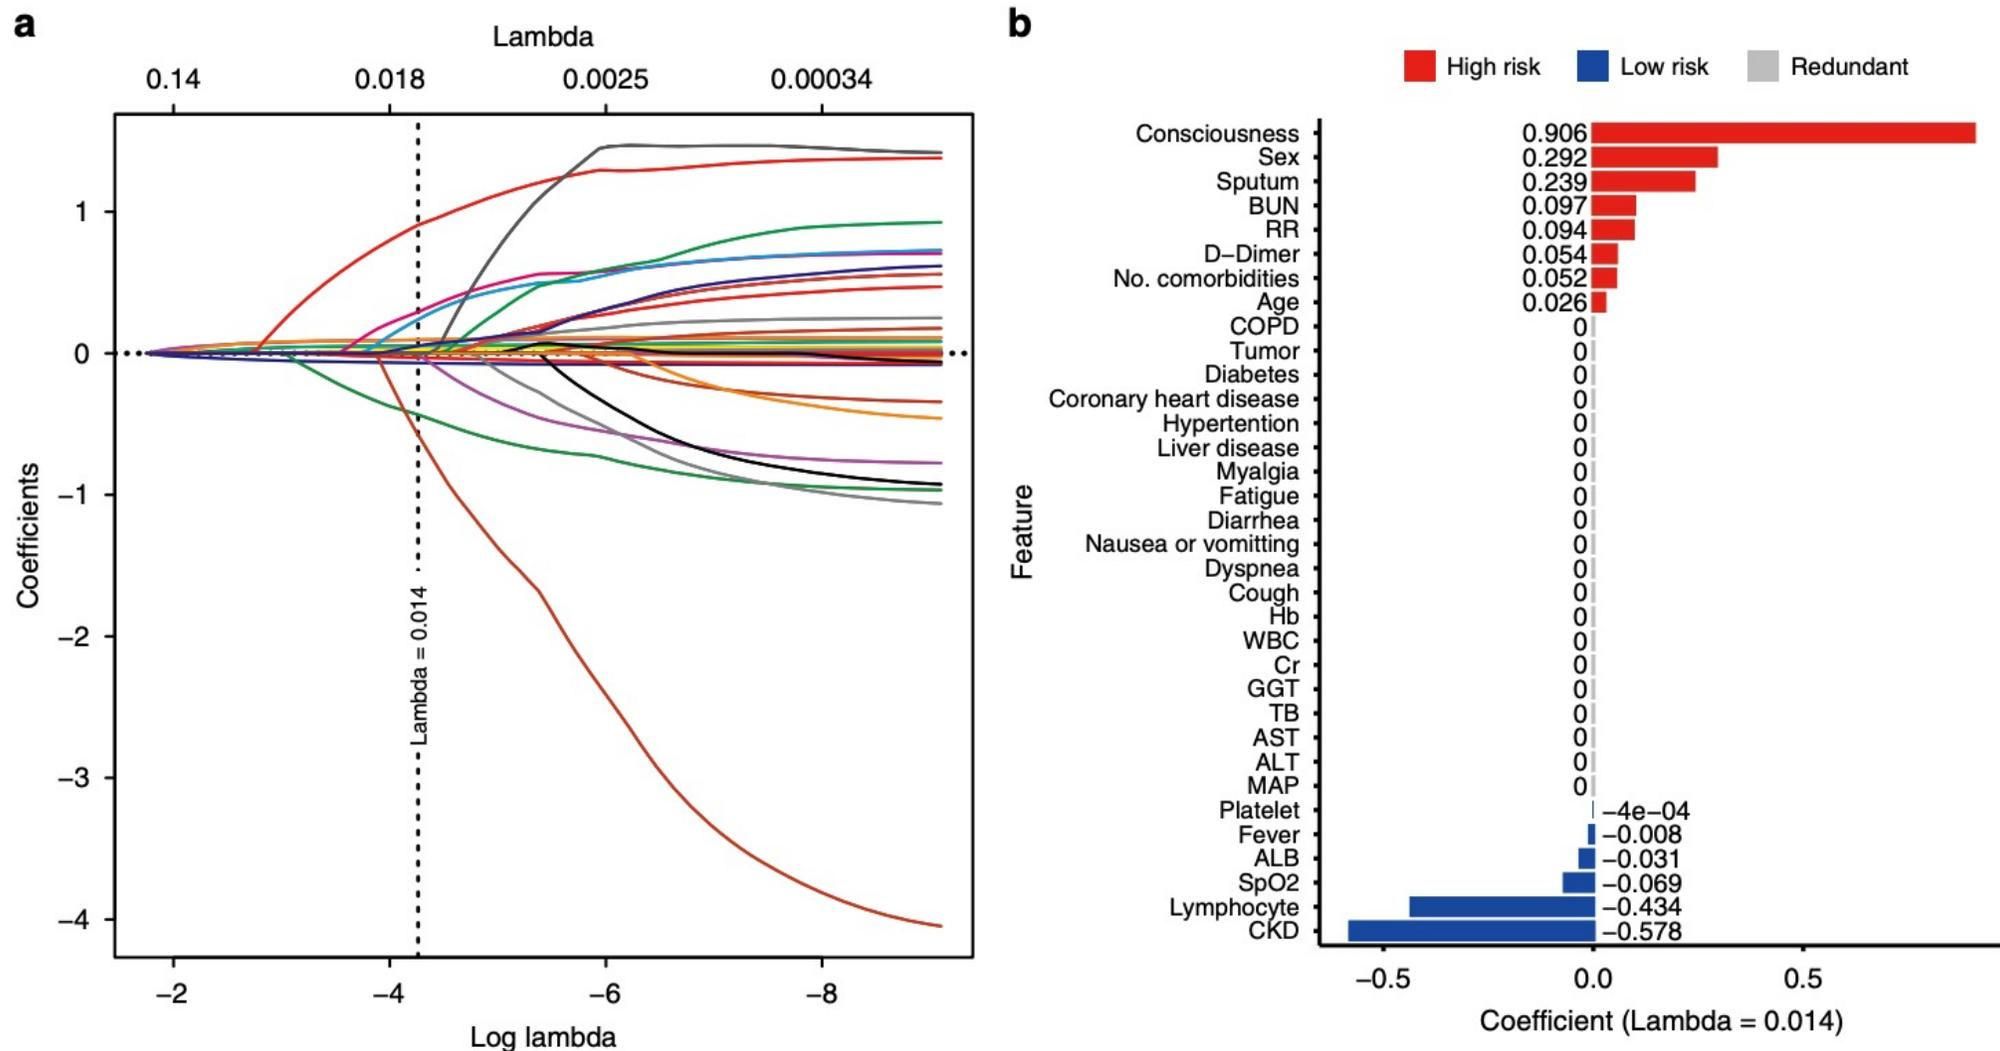 a
Lambda
0.14 0.018 0.0025 0.00034
Coefficients
1
0
−1
−2
−3
−4
Lambda = 0.014
−2 −4 −6 −8
Log lambda
b
High risk Low risk Redundant
Feature
Consciousness 0.906
Sex 0.292
Sputum 0.239
BUN 0.097
RR 0.094
D−Dimer 0.054
No. comorbidities 0.052
Age 0.026
COPD 0
Tumor 0
Diabetes 0
Coronary heart disease 0
Hypertention 0
Liver disease 0
Myalgia 0
Fatigue 0
Diarrhea 0
Nausea or vomitting 0
Dyspnea 0
Cough 0
Hb 0
WBC 0
Cr 0
GGT 0
TB 0
AST 0
ALT 0
MAP 0
Platelet −4e−04
Fever −0.008
ALB −0.031
SpO2 −0.069
Lymphocyte −0.434
CKD −0.578
−0.5 0.0 0.5
Coefficient (Lambda = 0.014)